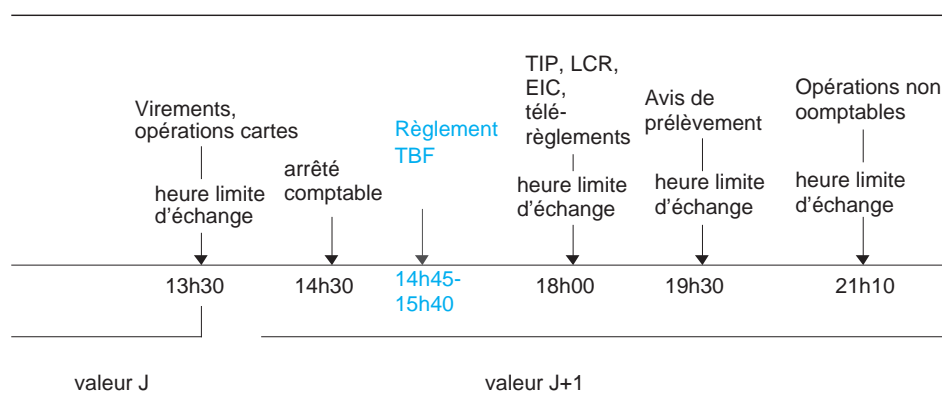 Virements,
opérations cartes
heure limite
d'échange
13h30
arrêté
comptable
14h30
Règlement
TBF
14h45-
15h40
TIP, LCR,
EIC,
télé-
règlements
heure limite
d'échange
18h00
Avis de
prélèvement
heure limite
d'échange
19h30
Opérations non
oomptables
heure limite
d'échange
21h10
valeur J
valeur J+1